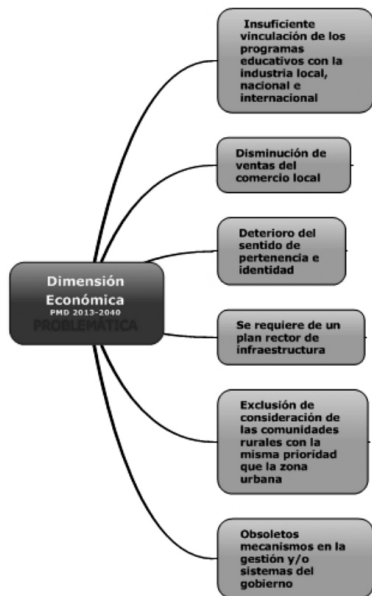 Insuficiente
vinculación de los
programas
educativos con la
industria local,
nacional e
internacional
Disminución de
ventas del
comercio local
Deterioro del
sentido de
pertenencia e
identidad
Dimensión
Económica
PMD 2013-2040
PROBLEMÁTICA
Se requiere de un
plan rector de
infraestructura
Exclusión de
consideración de
las comunidades
rurales con la
misma prioridad
que la zona
urbana
Obsoletos
mecanismos en la
gestión y/o
sistemas del
gobierno